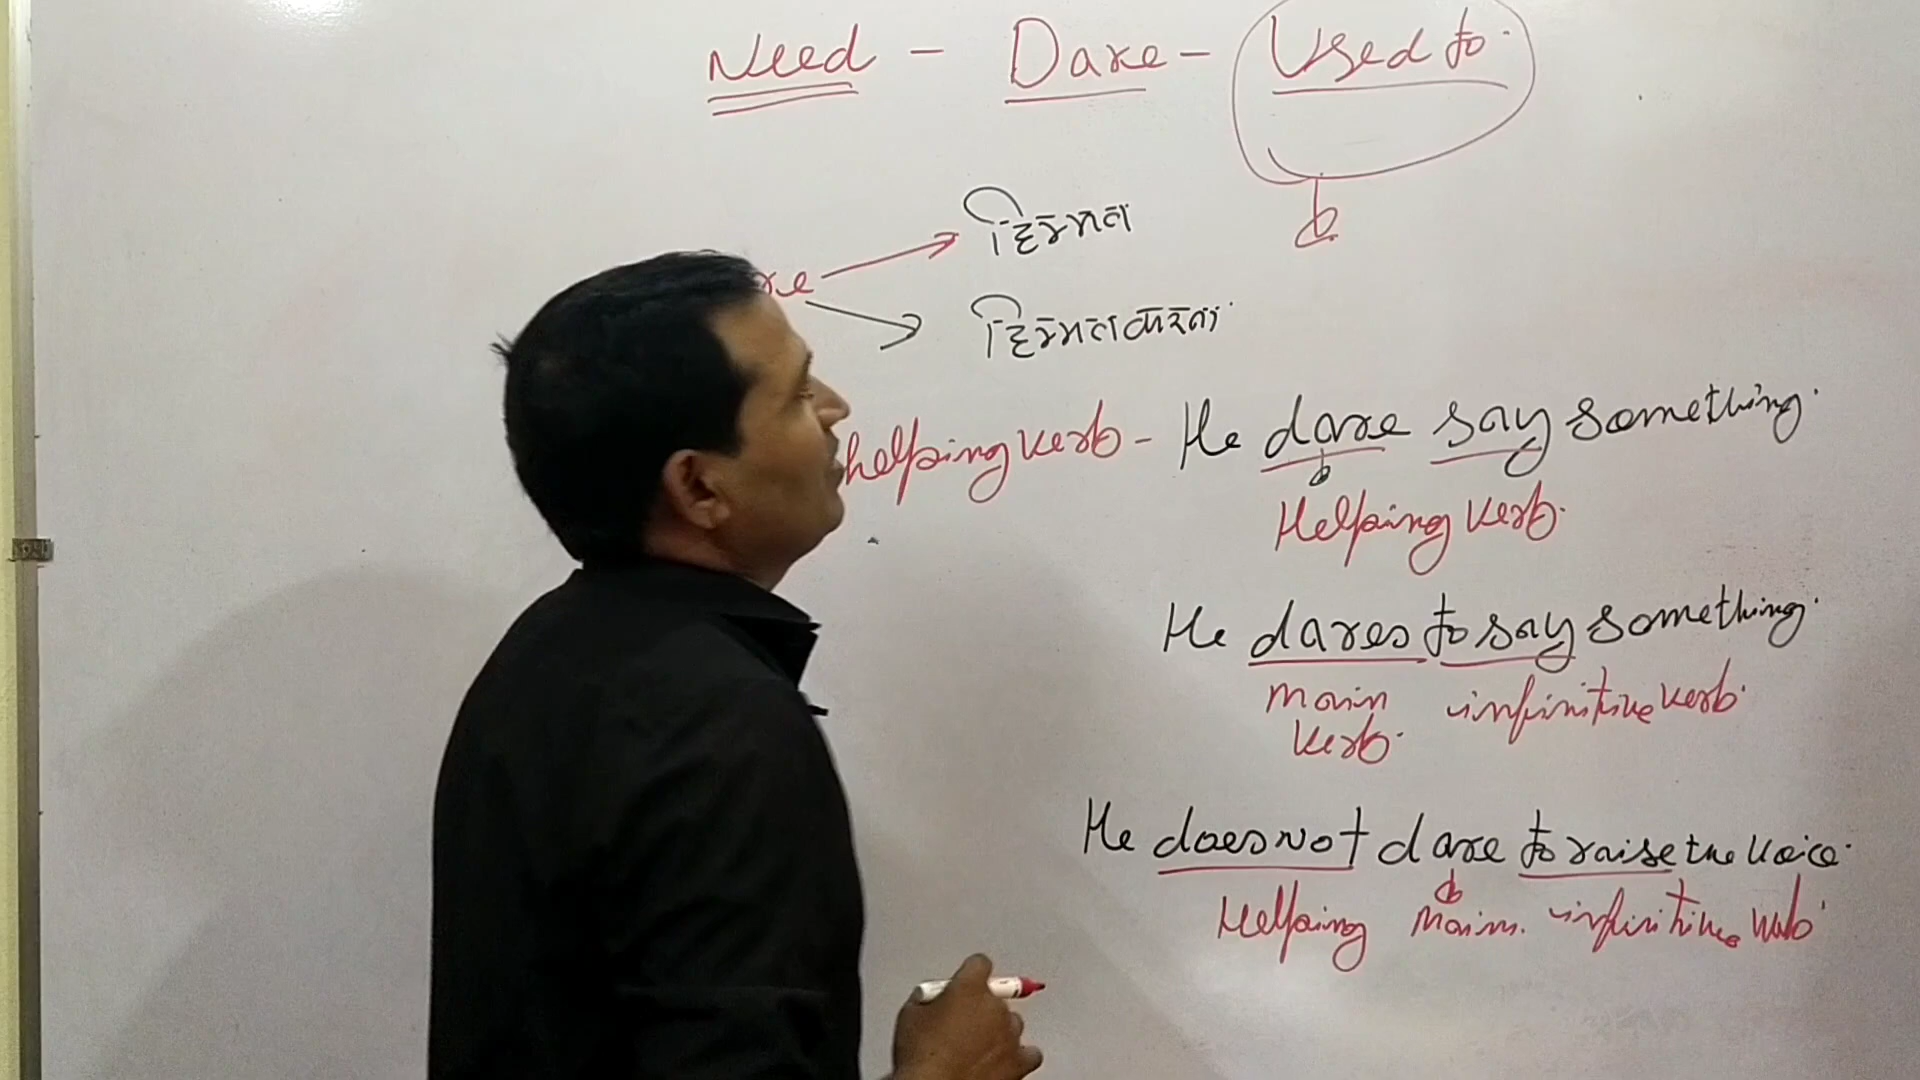 Need - Dare - Used to.
हिम्मत
हिम्मत करना
helping verb - He dare say something.
Helping verb.
He dares to say something.
main verb. infinitive verb.
He does not dare to raise the voice.
Helping main. infinitive